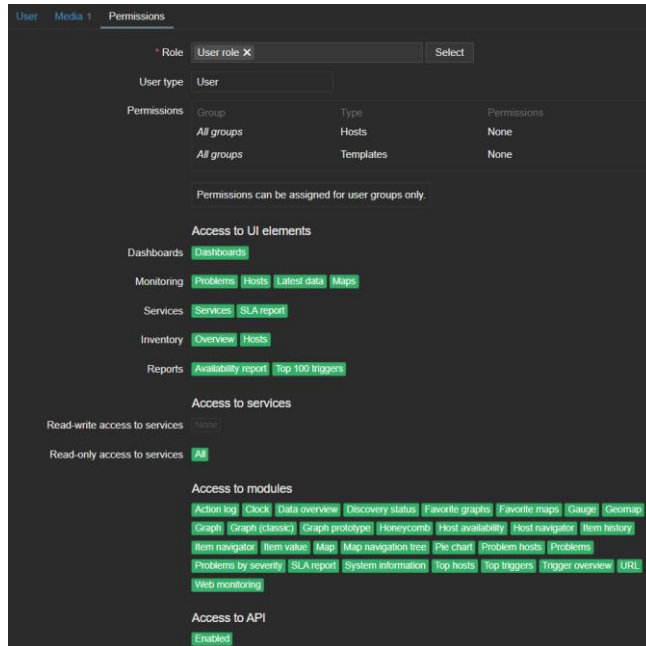 User Media 1 Permissions
* Role User role Select
User type User
Permissions Group Type Permissions
All groups Hosts None
All groups Templates None
Permissions can be assigned for user groups only.
Access to UI elements
Dashboards Dashboards
Monitoring Problems Hosts Latest data Maps
Services Services SLA report
Inventory Overview Hosts
Reports Availability report Top 100 triggers
Access to services
Read-write access to services None
Read-only access to services All
Access to modules
Action log Clock Data overview Discovery status Favorite graphs Favorite maps Gauge Geomap
Graph Graph (classic) Graph prototype Honeycomb Host availability Host navigator Item history
Item navigator Item value Map Map navigation tree Pie chart Problem hosts Problems
Problems by severity SLA report System information Top hosts Top triggers Trigger overview URL
Web monitoring
Access to API
Enabled